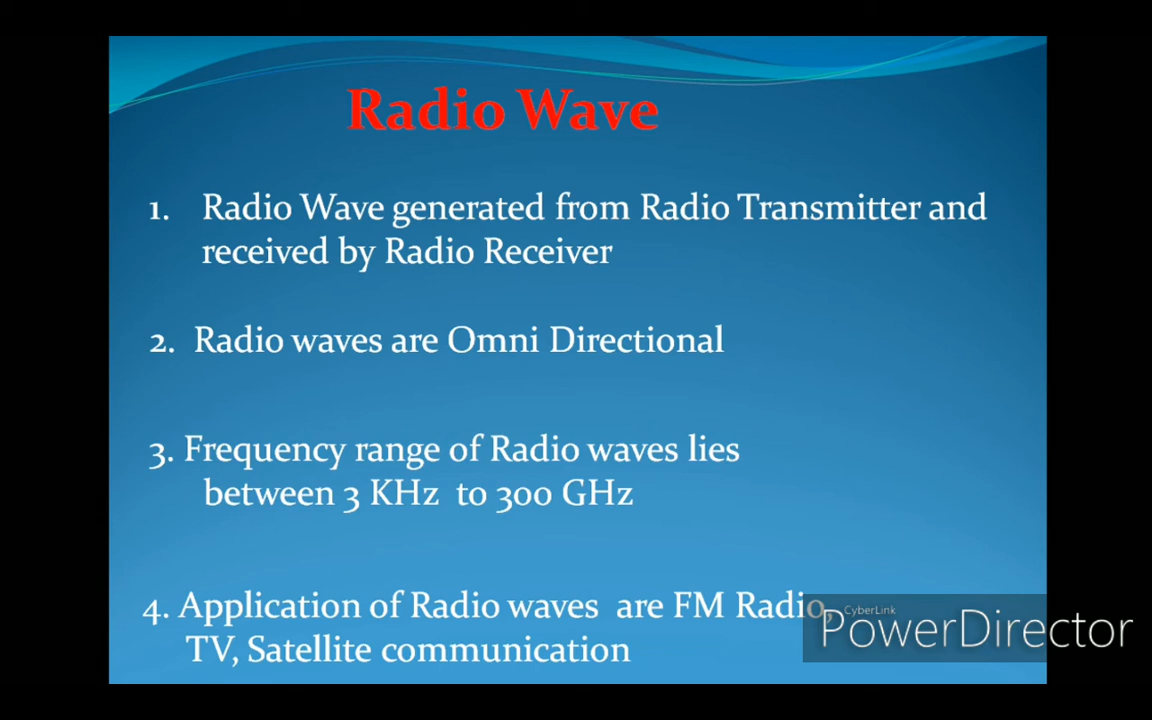 Radio Wave
1. Radio Wave generated from Radio Transmitter and
received by Radio Receiver
2. Radio waves are Omni Directional
3. Frequency range of Radio waves lies
between 3 KHz to 300 GHz
4. Application of Radio waves are FM Radio,
TV, Satellite communication
CyberLink
PowerDirector